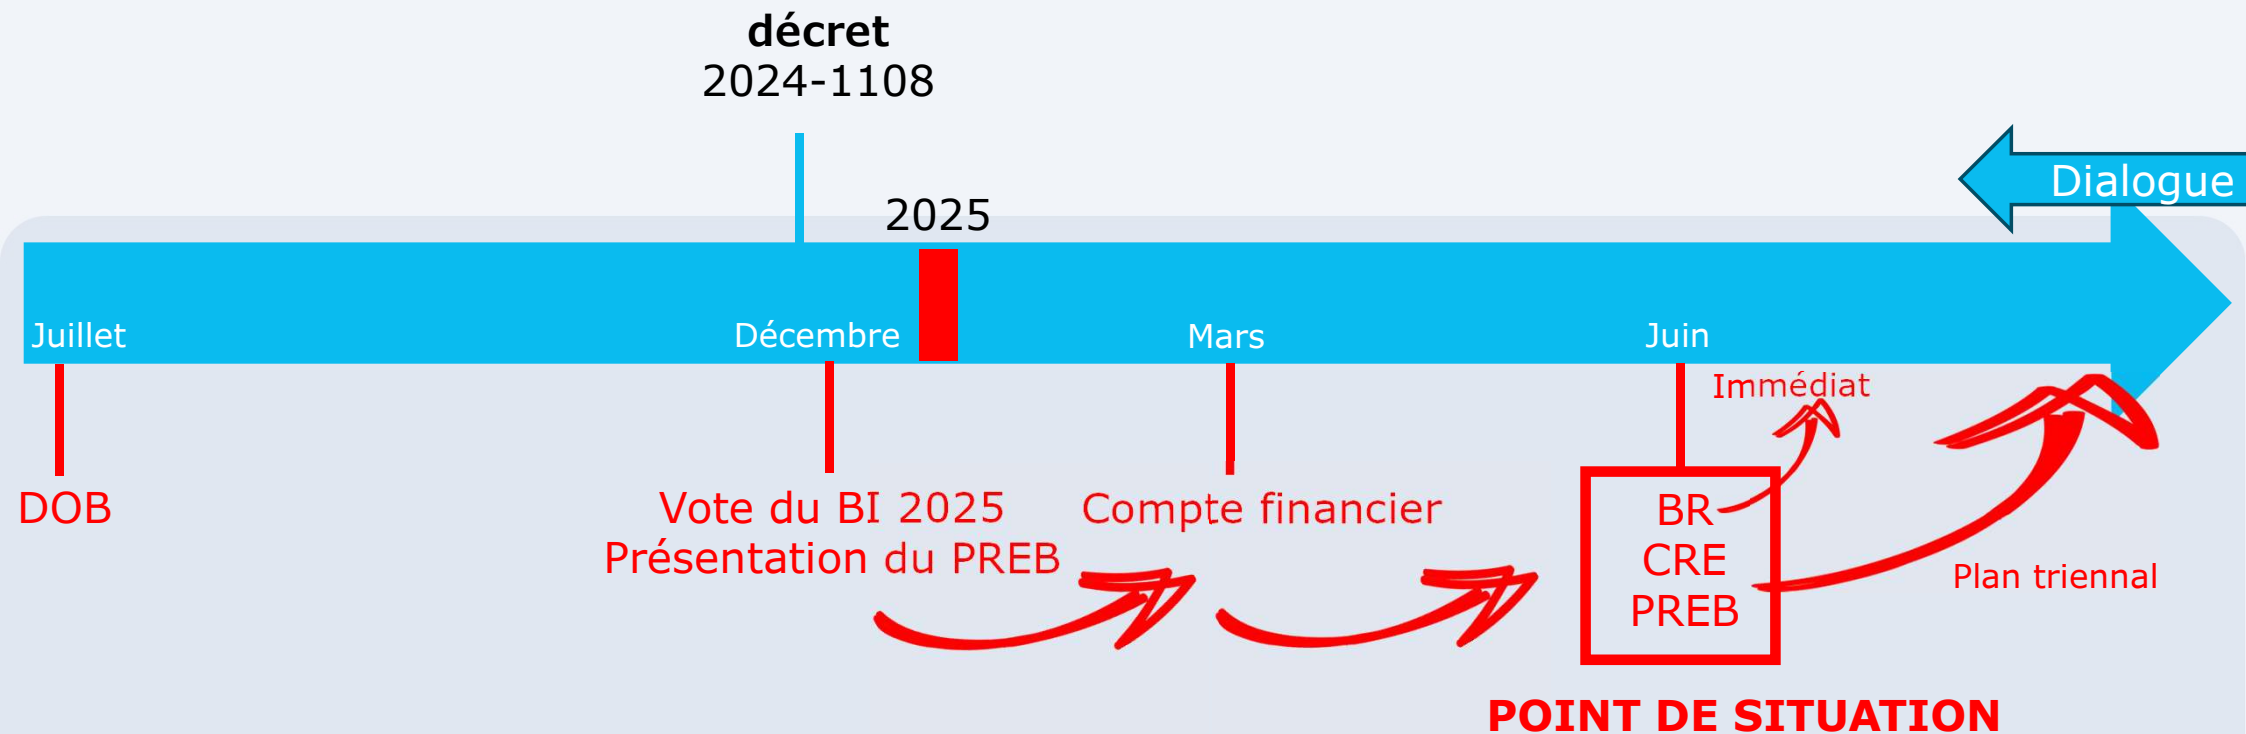 décret
2024-1108
Dialogue
2025
Juillet
Décembre
Mars
Juin
Immédiat
DOB
Vote du BI 2025
Présentation du PREB
Compte financier
BR
CRE
PREB
Plan triennal
POINT DE SITUATION